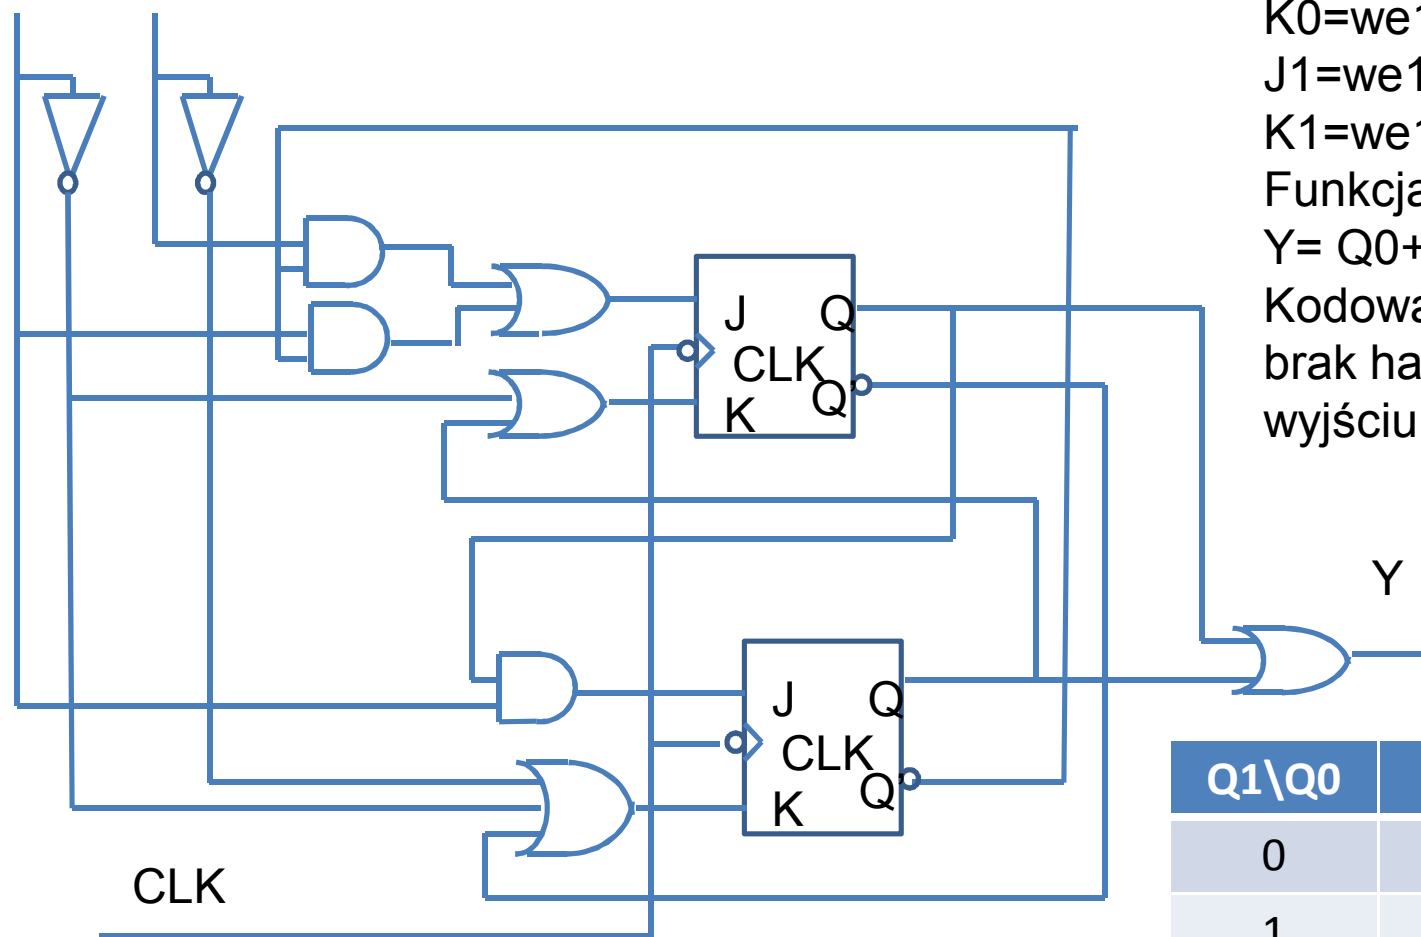 K0=we1
J1=we1
K1=we1
Funkcja
Y= Q0+
Kodowa
brak ha
wyjściu
J Q
CLK
K Q
Y
J Q
CLK
K Q
Q1\Q0
0
1
CLK